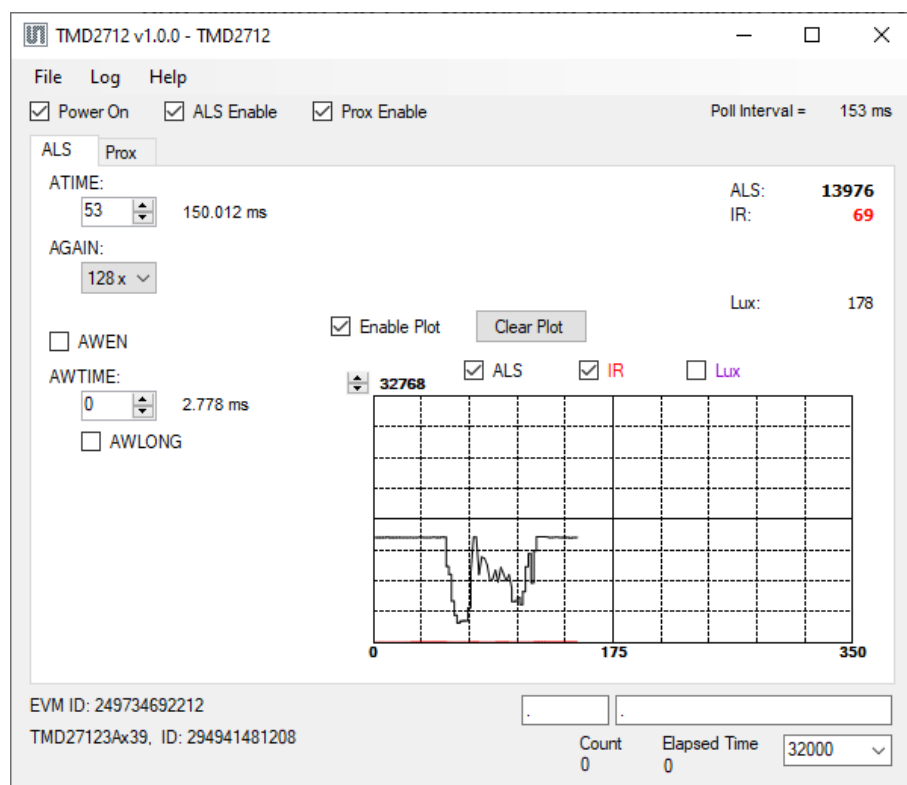 TMD2712 v1.0.0 - TMD2712
File Log Help
Power On ALS Enable Prox Enable Poll Interval = 153 ms
ALS Prox
ATIME:
53 150.012 ms
ALS: 13976
IR: 69
AGAIN:
128 x
Lux: 178
Enable Plot Clear Plot
AWEN
ALS IR Lux
AWTIME:
32768
0 2.778 ms
AWLONG
0 175 350
EVM ID: 249734692212
. .
TMD27123Ax39, ID: 294941481208
Count Elapsed Time 32000
0 0